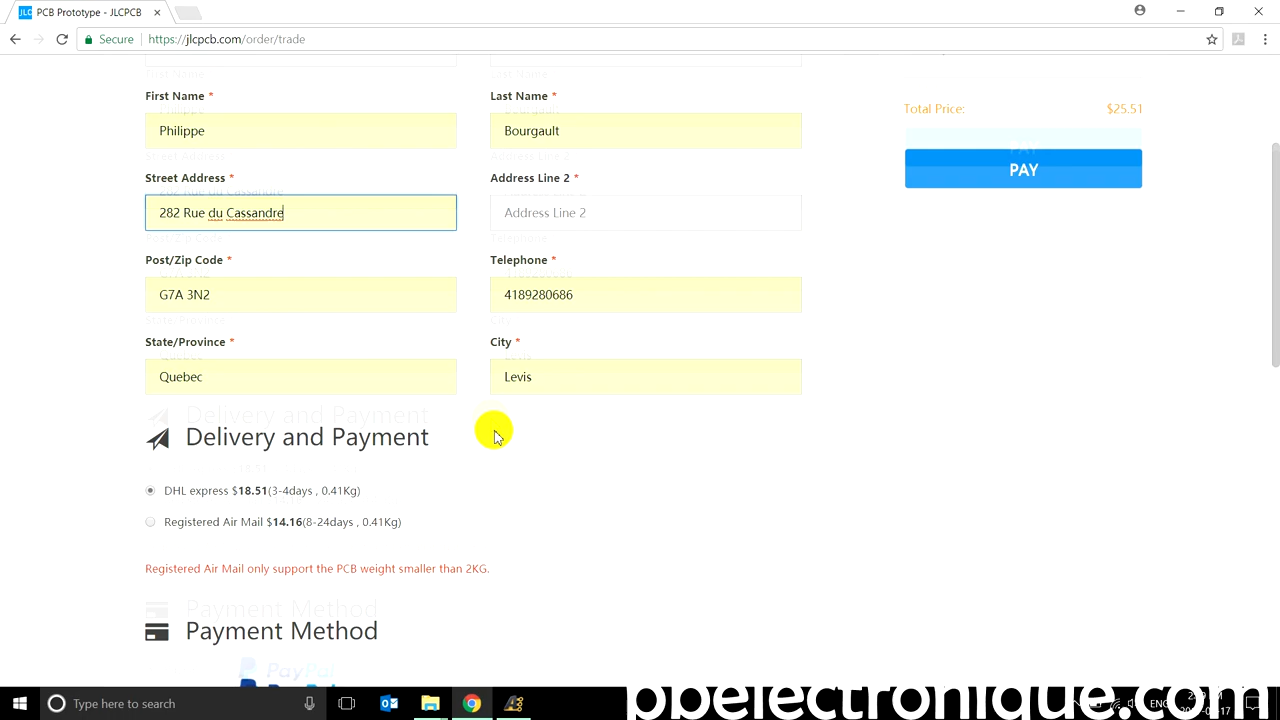 PCB Prototype - JLCPCB
Secure https://jlcpcb.com/order/trade
First Name * Last Name *
Philippe Bourgault
Street Address * Address Line 2 *
282 Rue du Cassandre Address Line 2
Post/Zip Code * Telephone *
G7A 3N2 4189280686
State/Province * City *
Quebec Levis
Total Price: $25.51
PAY
Delivery and Payment
DHL express $18.51(3-4days , 0.41Kg)
Registered Air Mail $14.16(8-24days , 0.41Kg)
Registered Air Mail only support the PCB weight smaller than 2KG.
Payment Method
PayPal
Type here to search
ENG
ppelectronique.com